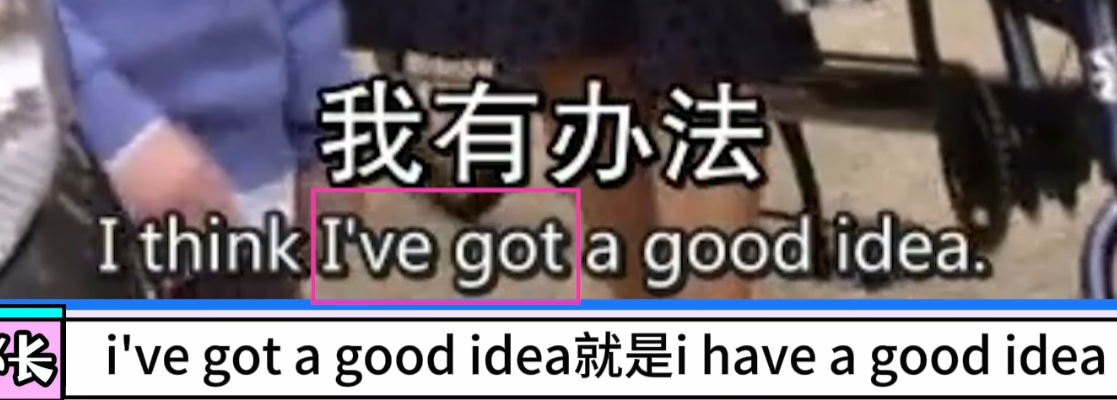 我有办法
I think I've got a good idea.
张
i've got a good idea就是i have a good idea